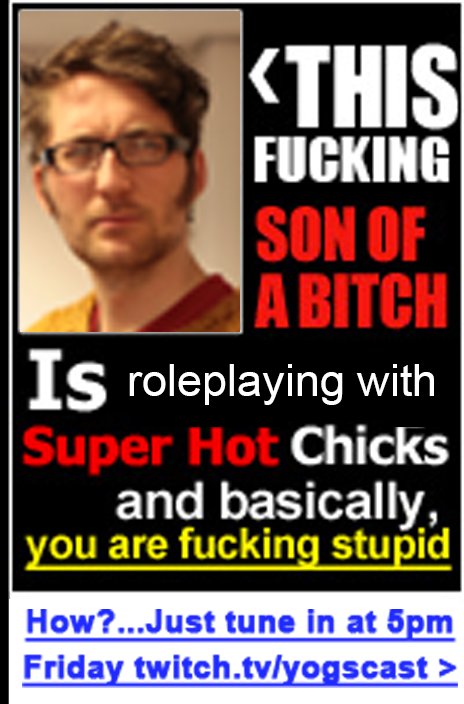 <THIS
FUCKING
SON OF
A BITCH
Is roleplaying with
Super Hot Chicks
and basically,
you are fucking stupid
How?...Just tune in at 5pm
Friday twitch.tv/yogscast >